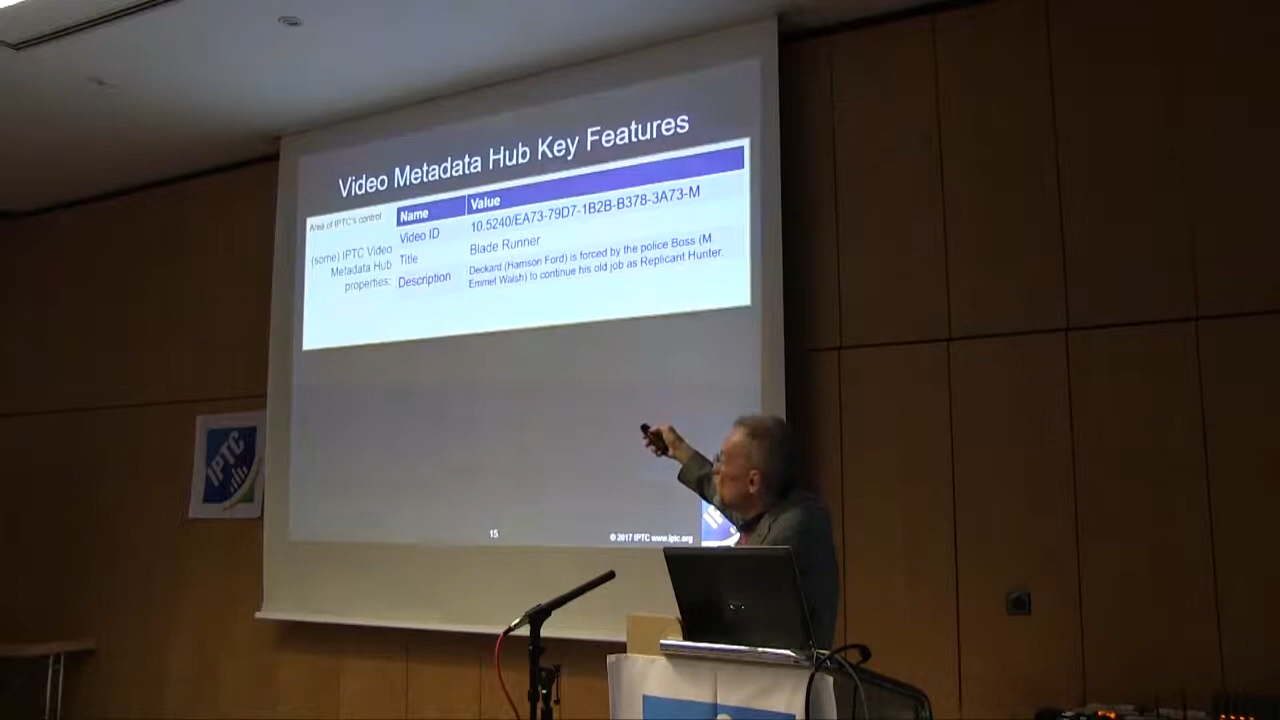 Video Metadata Hub Key Features
Area of IPTC's control
Name Value
Video ID 10.5240/EA73-79D7-1B2B-B378-3A73-M
(some) IPTC Video
Metadata Hub
properties:
Title Blade Runner
Description Deckard (Harrison Ford) is forced by the police Boss (M.
Emmet Walsh) to continue his old job as Replicant Hunter.
IPTC
15
© 2017 IPTC www.iptc.org